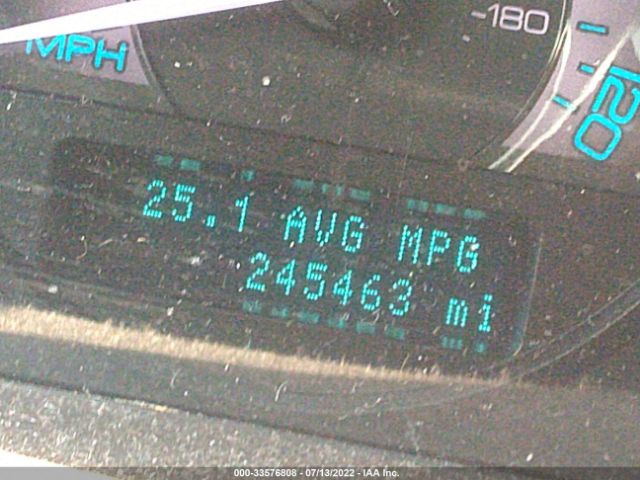 -180
MPH
120
25.1 AVG MPG
245463 mi
000-33576808 - 07/13/2022 - IAA Inc.